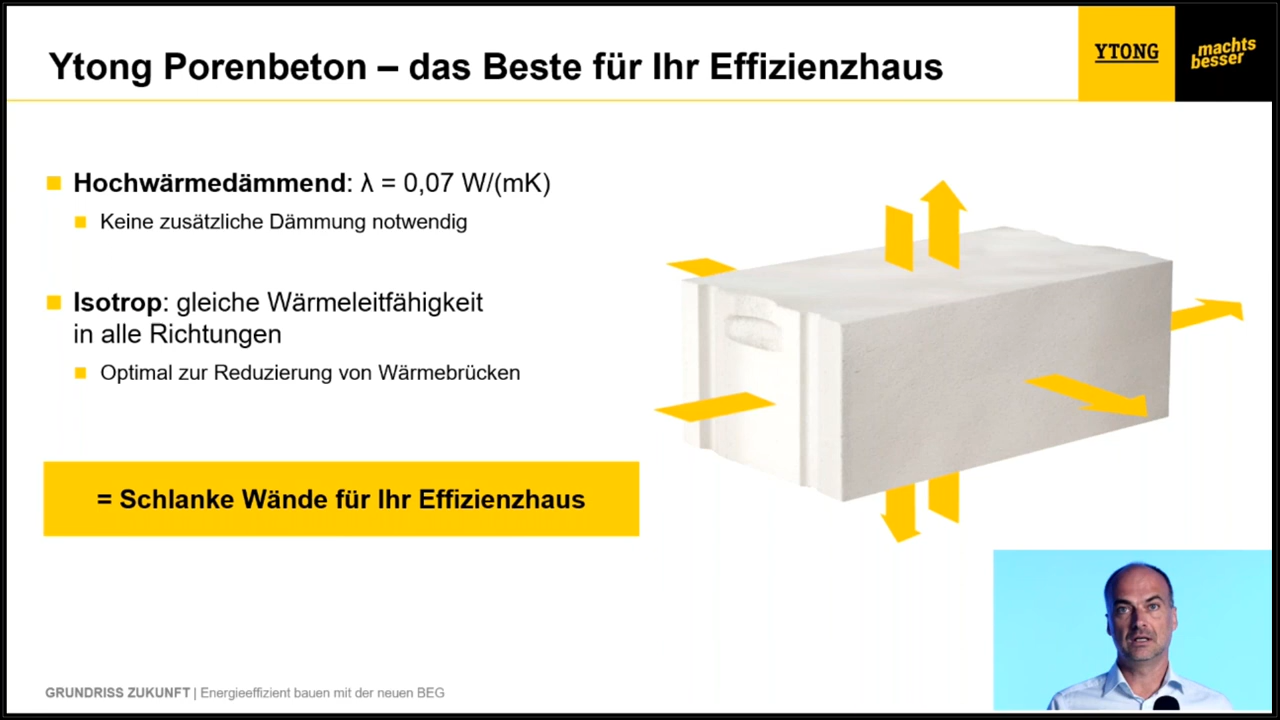 Ytong Porenbeton – das Beste für Ihr Effizienzhaus
YTONG
machts
besser
Hochwärmedämmend: λ = 0,07 W/(mK)
Keine zusätzliche Dämmung notwendig
Isotrop: gleiche Wärmeleitfähigkeit
in alle Richtungen
Optimal zur Reduzierung von Wärmebrücken
= Schlanke Wände für Ihr Effizienzhaus
GRUNDRISS ZUKUNFT | Energieeffizient bauen mit der neuen BEG